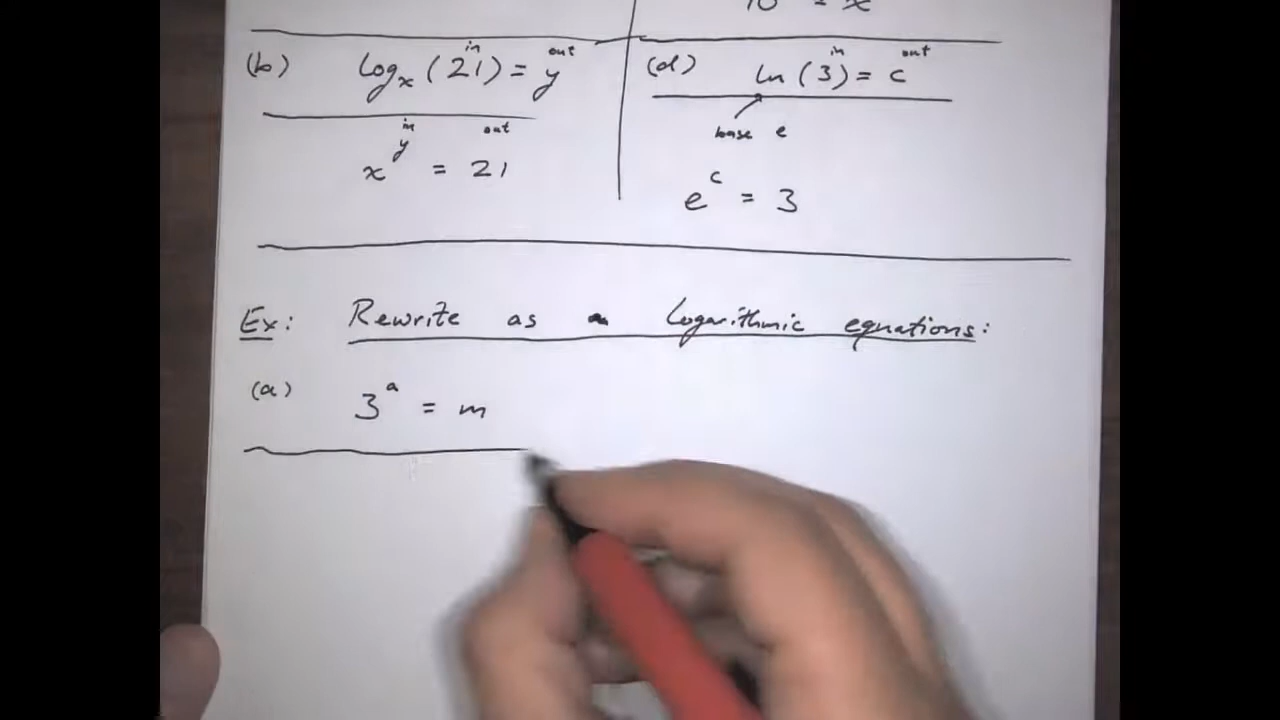 10 = x
(b) log_x (21) = y
in out
x^y = 21
in out
(d) ln (3) = c
in out
base e
e^c = 3
Ex: Rewrite as Logarithmic equations:
(a) 3^a = m